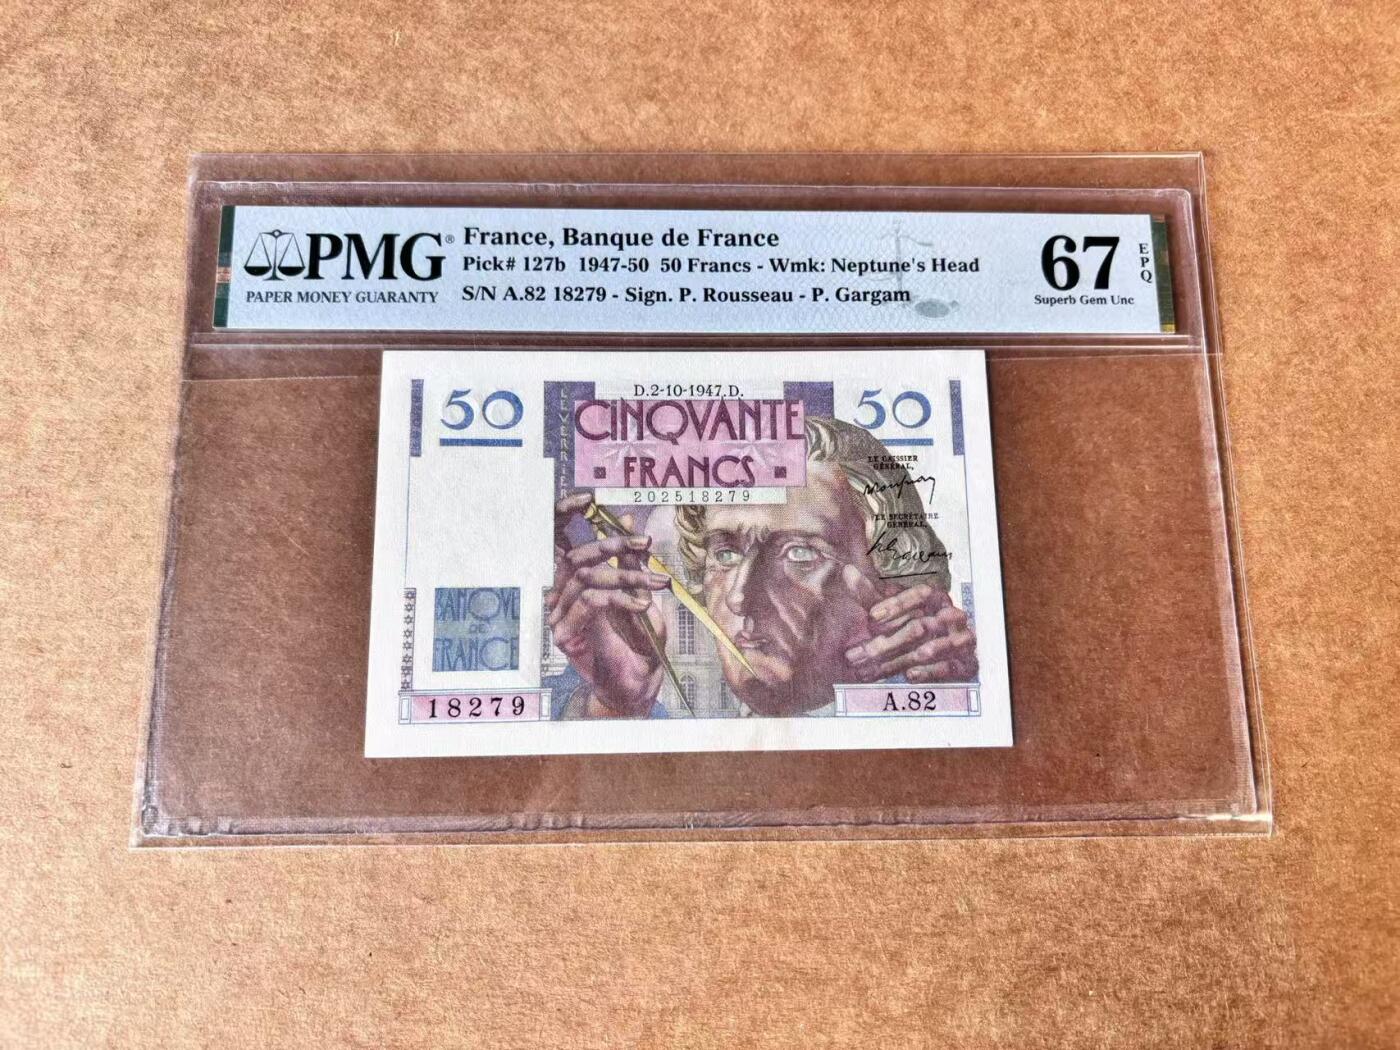 PMG®
PAPER MONEY GUARANTY
France, Banque de France
Pick# 127b 1947-50 50 Francs - Wmk: Neptune's Head
S/N A.82 18279 - Sign. P. Rousseau - P. Gargam
67
EPQ
Superb Gem Unc
50
LEVERRIER
D.2-10-1947.D.
CINQVANTE
FRANCS
202518279
50
LE CAISSIER
GÉNÉRAL,
LE SECRÉTAIRE
GÉNÉRAL,
BANQVE
DE
FRANCE
18279
A.82